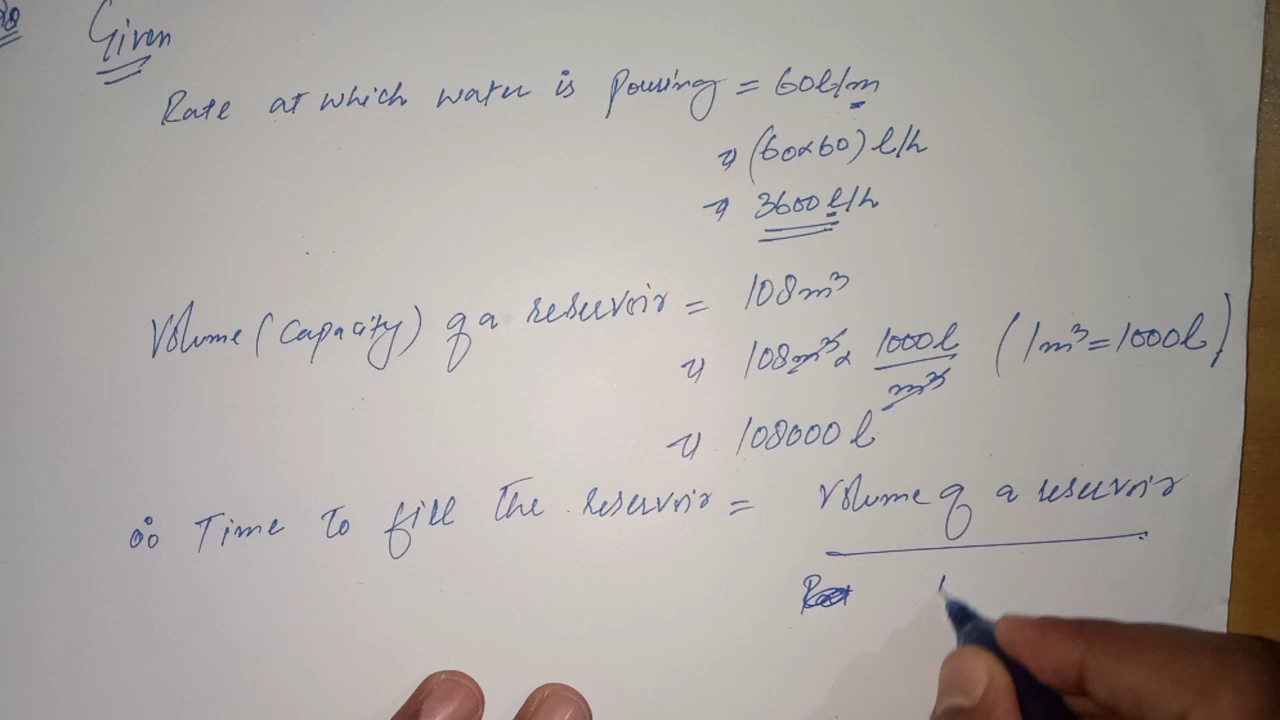 Given
Rate at which water is pouring = 60l/m
⇒ (60×60) l/h
⇒ 3600 l/h
Volume (capacity) of a reservoir = 108m³
⇒ 108m³ × 1000l/m³ (1m³=1000l)
⇒ 108000 l
∴ Time to fill the reservoir = Volume of a reservoir